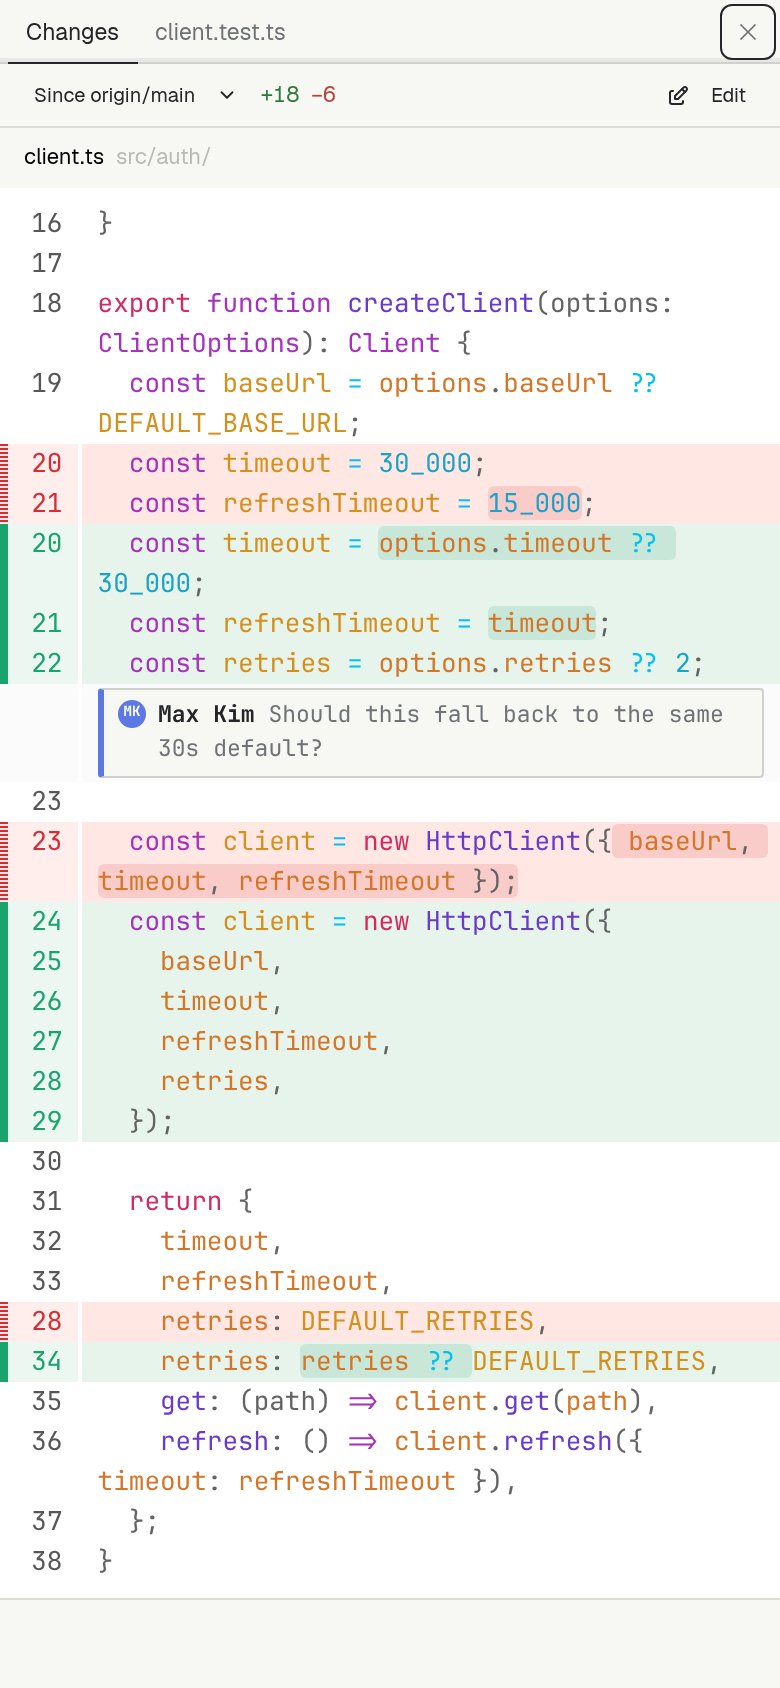 Changes client.test.ts
Since origin/main +18 −6 Edit
client.ts src/auth/
16 }
17
18 export function createClient(options:
ClientOptions): Client {
19 const baseUrl = options.baseUrl ??
DEFAULT_BASE_URL;
20 const timeout = 30_000;
21 const refreshTimeout = 15_000;
20 const timeout = options.timeout ??
30_000;
21 const refreshTimeout = timeout;
22 const retries = options.retries ?? 2;
MK Max Kim Should this fall back to the same
30s default?
23
23 const client = new HttpClient({ baseUrl,
timeout, refreshTimeout });
24 const client = new HttpClient({
25 baseUrl,
26 timeout,
27 refreshTimeout,
28 retries,
29 });
30
31 return {
32 timeout,
33 refreshTimeout,
28 retries: DEFAULT_RETRIES,
34 retries: retries ?? DEFAULT_RETRIES,
35 get: (path) => client.get(path),
36 refresh: () => client.refresh({
timeout: refreshTimeout }),
37 };
38 }